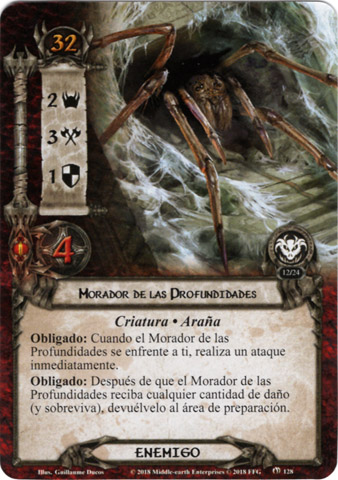 32
2
3
1
4
12/24
Morador de las Profundidades
Criatura • Araña
Obligado: Cuando el Morador de las
Profundidades se enfrente a ti, realiza un ataque
inmediatamente.
Obligado: Después de que el Morador de las
Profundidades reciba cualquier cantidad de daño
(y sobreviva), devuélvelo al área de preparación.
ENEMIGO
Illus. Guillaume Ducos © 2018 Middle-earth Enterprises © 2018 FFG 128